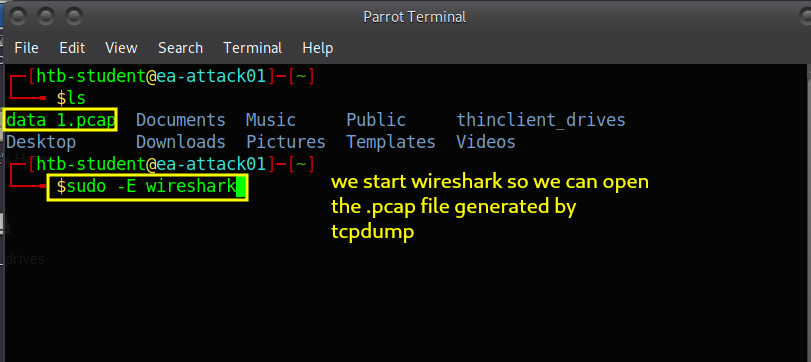 Parrot Terminal
File Edit View Search Terminal Help
[htb-student@ea-attack01]-[~]
$ls
data 1.pcap Documents Music Public thinclient_drives
Desktop Downloads Pictures Templates Videos
[htb-student@ea-attack01]-[~]
$sudo -E wireshark
we start wireshark so we can open
the .pcap file generated by
tcpdump
drives